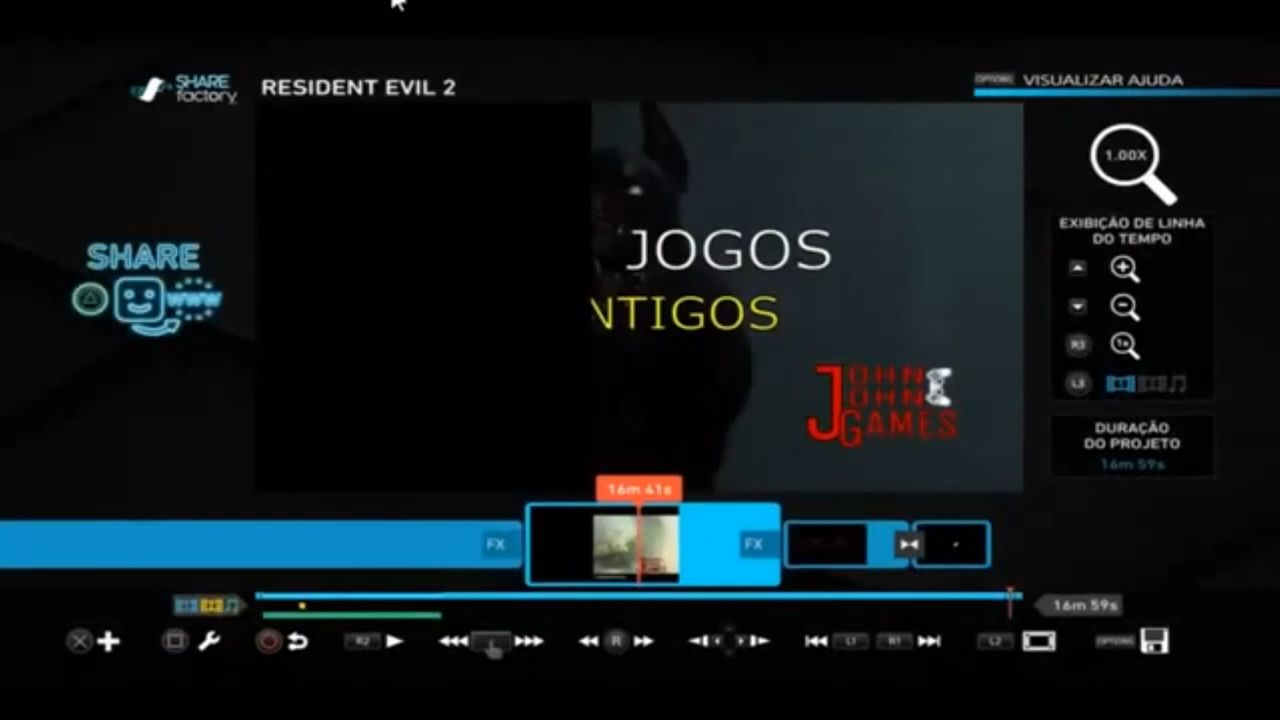 SHARE
factory
RESIDENT EVIL 2
OPTIONS VISUALIZAR AJUDA
1.00X
EXIBIÇÃO DE LINHA
DO TEMPO
SHARE
www
R3 1x
L3
JOGOS
NTIGOS
JOHN
JOHN
GAMES
DURAÇÃO
DO PROJETO
16m 59s
16m 41s
FX
FX
16m 59s
R2
R
L1
R1
L2
OPTIONS